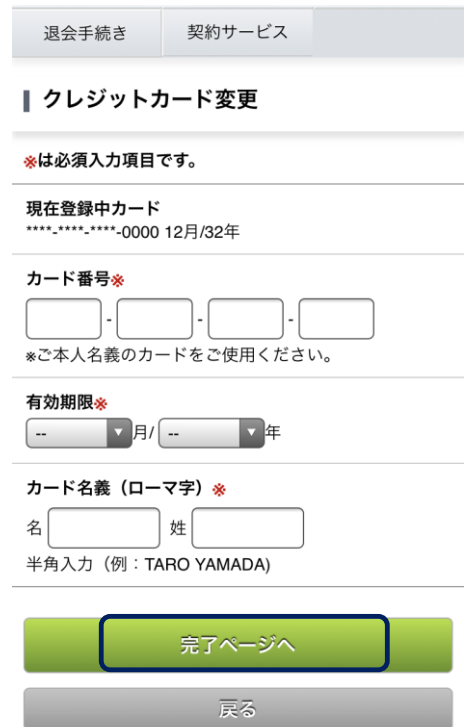 退会手続き 契約サービス
クレジットカード変更
※は必須入力項目です。
現在登録中カード
****-****-****-0000 12月/32年
カード番号※
- - -
※ご本人名義のカードをご使用ください。
有効期限※
-- 月/ -- 年
カード名義（ローマ字）※
名 姓
半角入力（例：TARO YAMADA)
完了ページへ
戻る